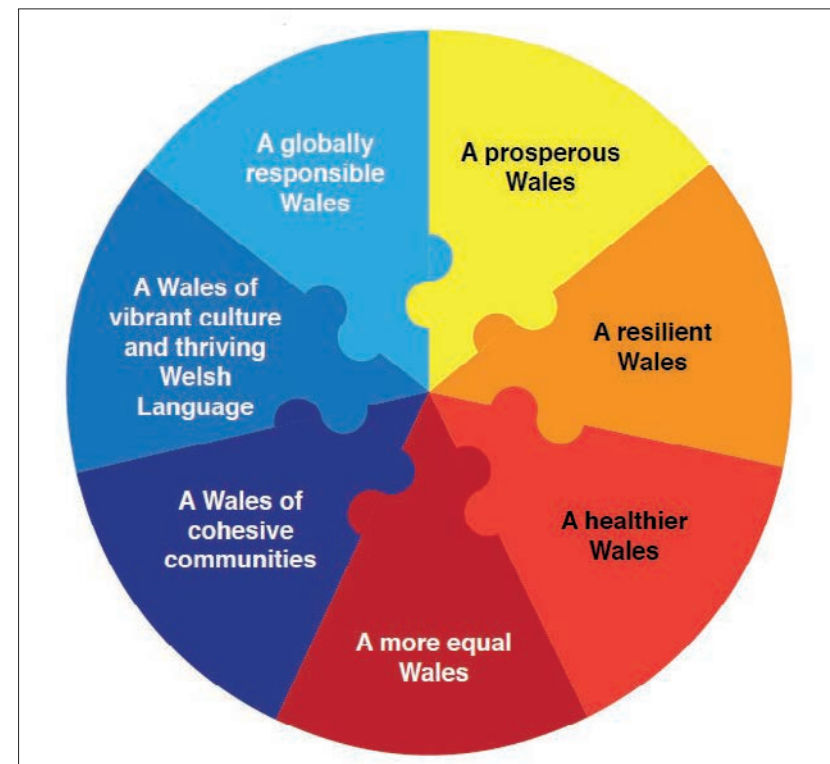 A prosperous
Wales
A resilient
Wales
A healthier
Wales
A more equal
Wales
A Wales of
cohesive
communities
A Wales of
vibrant culture
and thriving
Welsh
Language
A globally
responsible
Wales